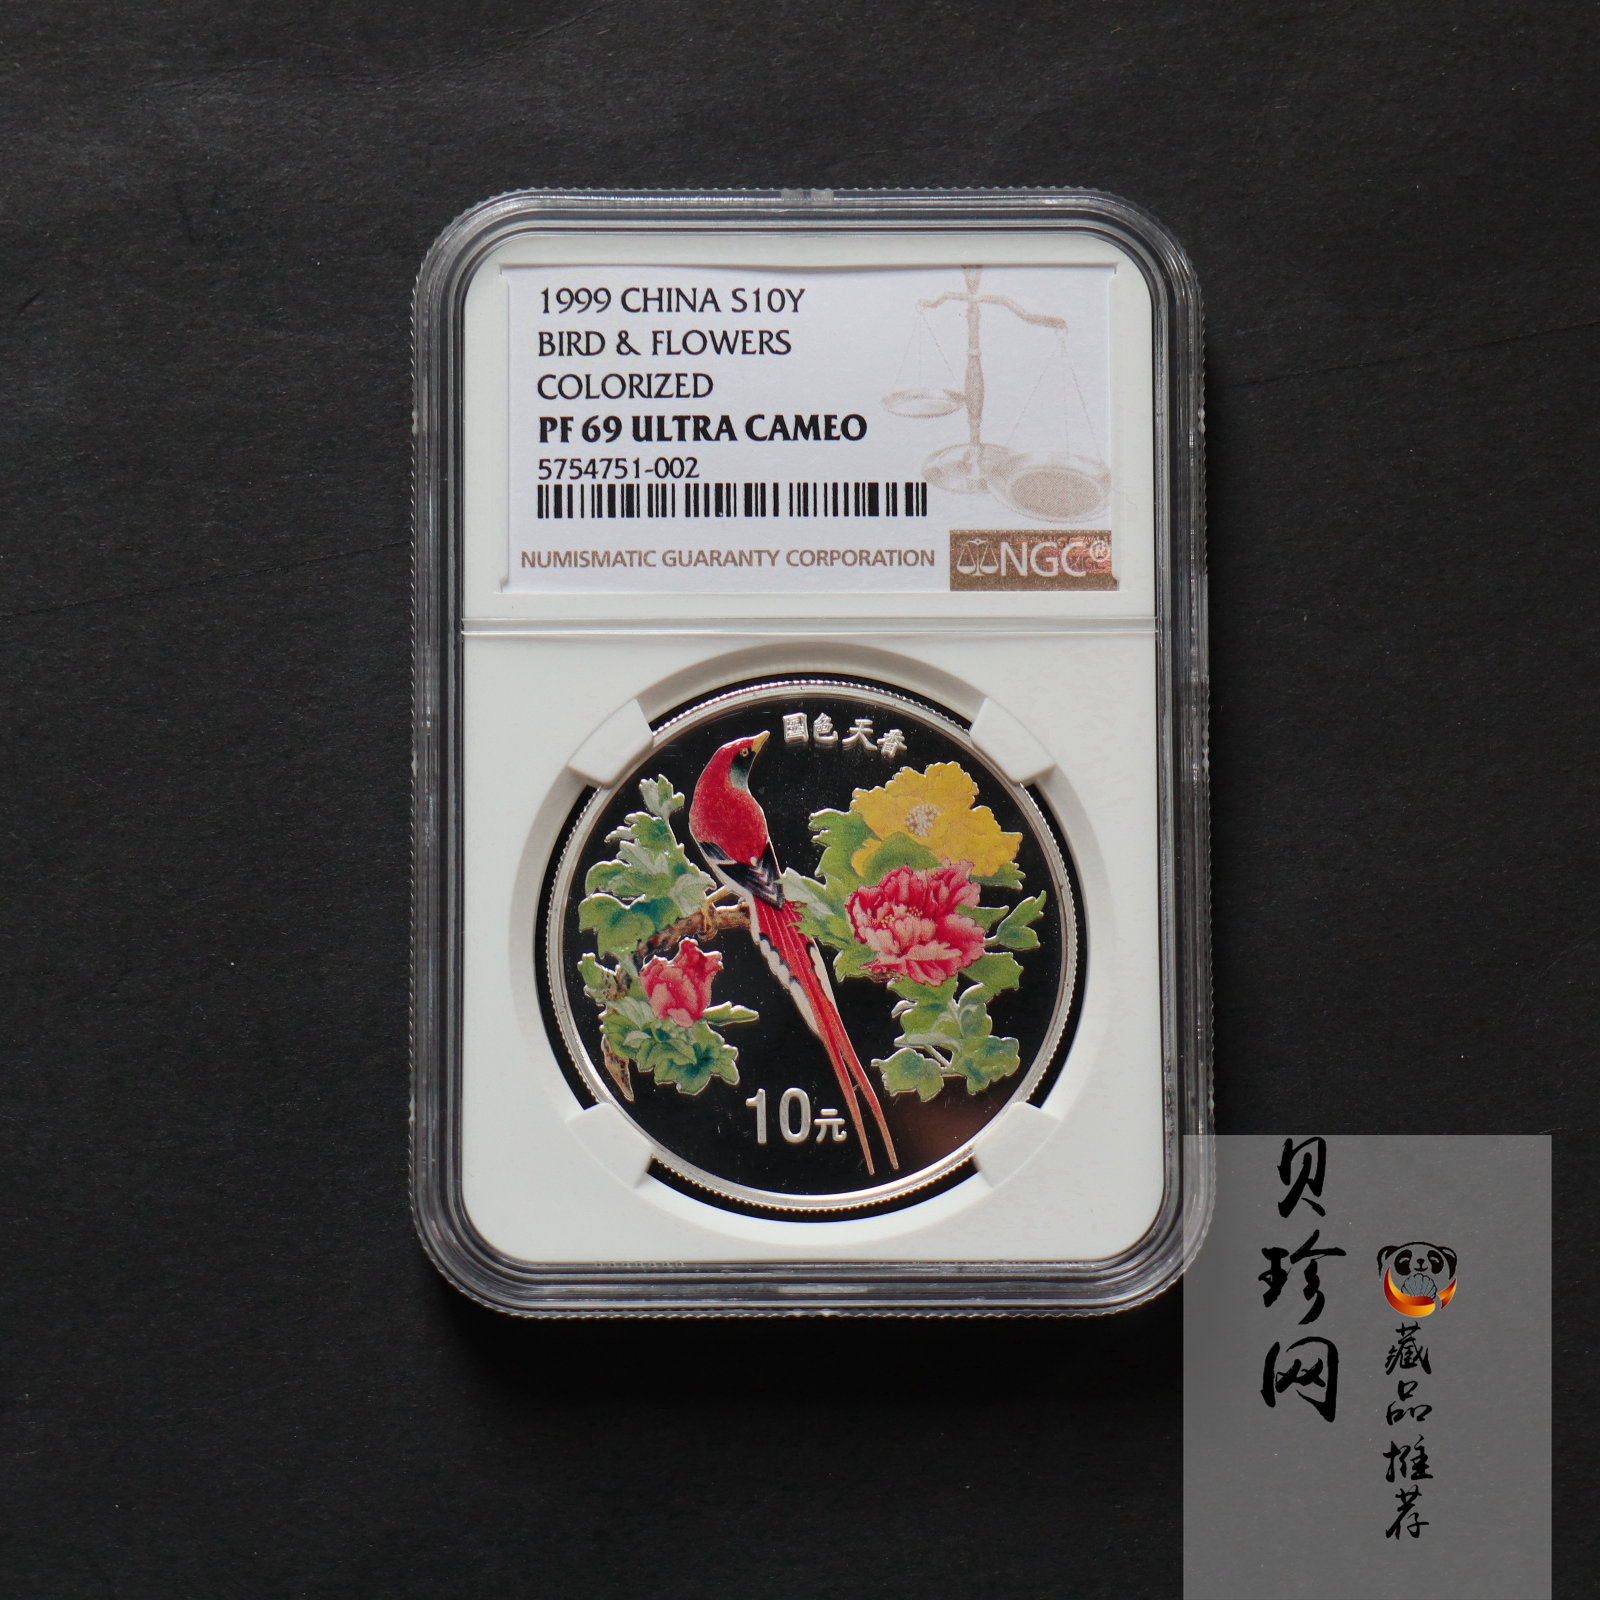 1999 CHINA S10Y
BIRD & FLOWERS
COLORIZED
PF 69 ULTRA CAMEO
5754751-002
NUMISMATIC GUARANTY CORPORATION
NGC®
國色天香
10元
贝珍网
藏品推荐